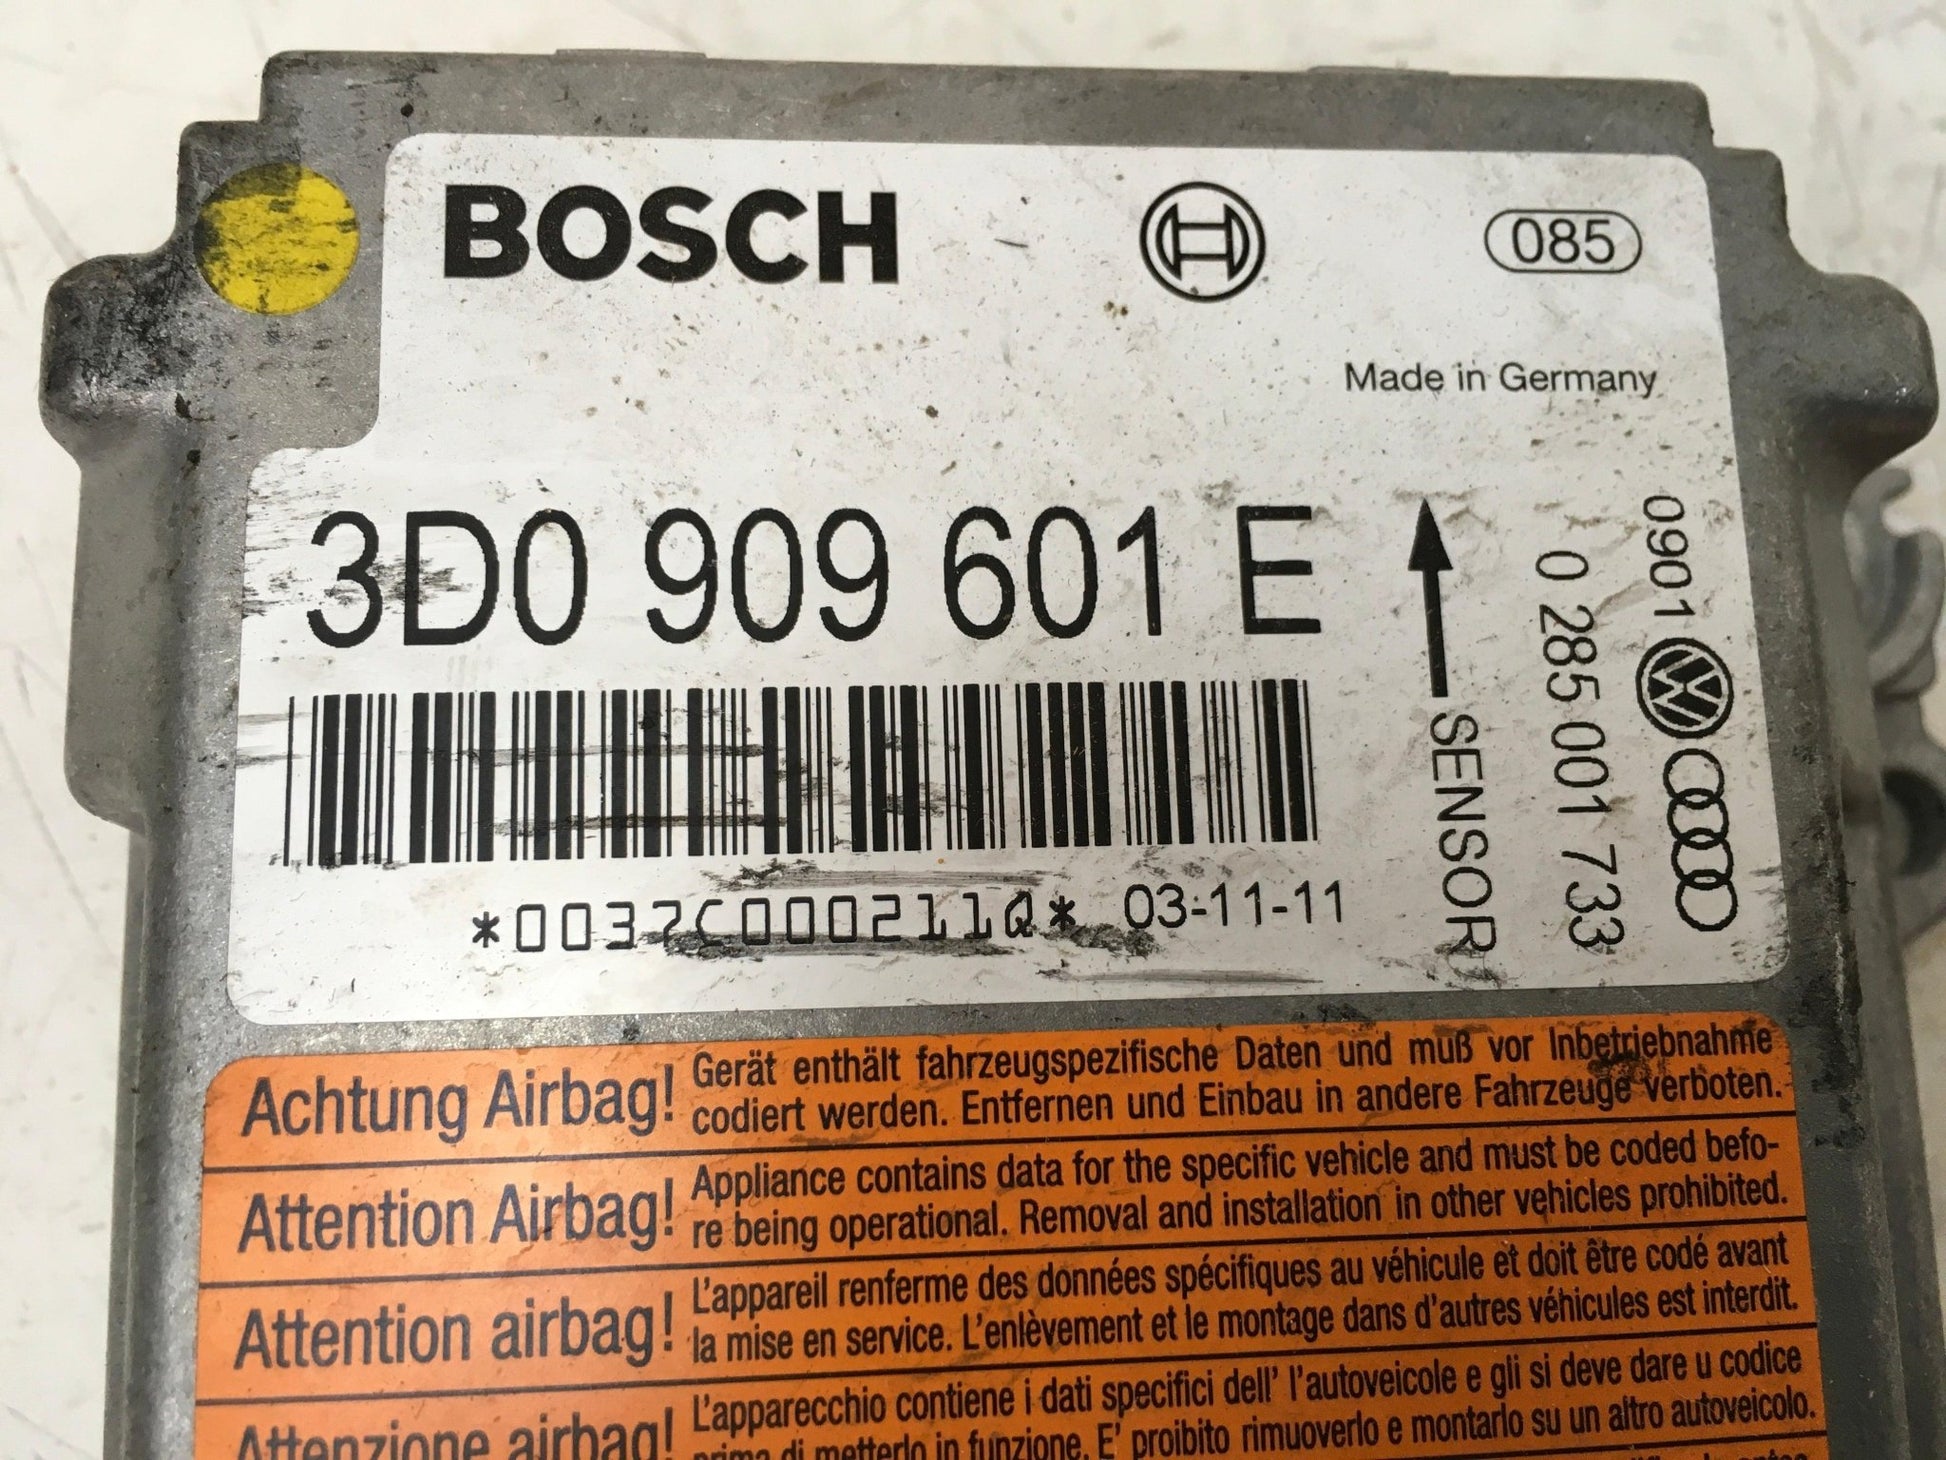 BOSCH
085
Made in Germany
3D0 909 601 E
*0037C000211Q* 03-11-11
SENSOR
0 285 001 733
0901
Achtung Airbag!
Gerät enthält fahrzeugspezifische Daten und muß vor Inbetriebnahme
codiert werden. Entfernen und Einbau in andere Fahrzeuge verboten.
Attention Airbag!
Appliance contains data for the specific vehicle and must be coded befo-
re being operational. Removal and installation in other vehicles prohibited.
Attention airbag!
L'appareil renferme des données spécifiques au véhicule et doit être codé avant
la mise en service. L'enlèvement et le montage dans d'autres véhicules est interdit.
Attenzione airbag!
L'apparecchio contiene i dati specifici dell' l'autoveicole e gli si deve dare u codice
prima di metterlo in funzione. E' proibito rimuoverlo e montarlo su un altro autoveicolo.